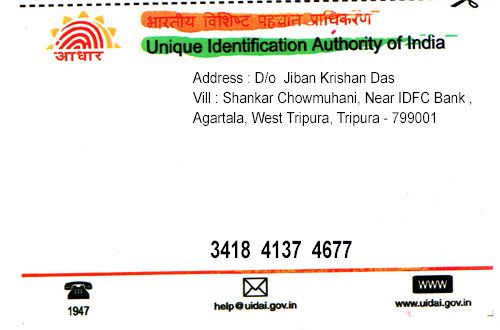 भारतीय विशिष्ट पहचान प्राधिकरण
Unique Identification Authority of India
आधार
Address : D/o Jiban Krishan Das
Vill : Shankar Chowmuhani, Near IDFC Bank ,
Agartala, West Tripura, Tripura - 799001
3418 4137 4677
1947
help@uidai.gov.in
WWW
www.uidai.gov.in